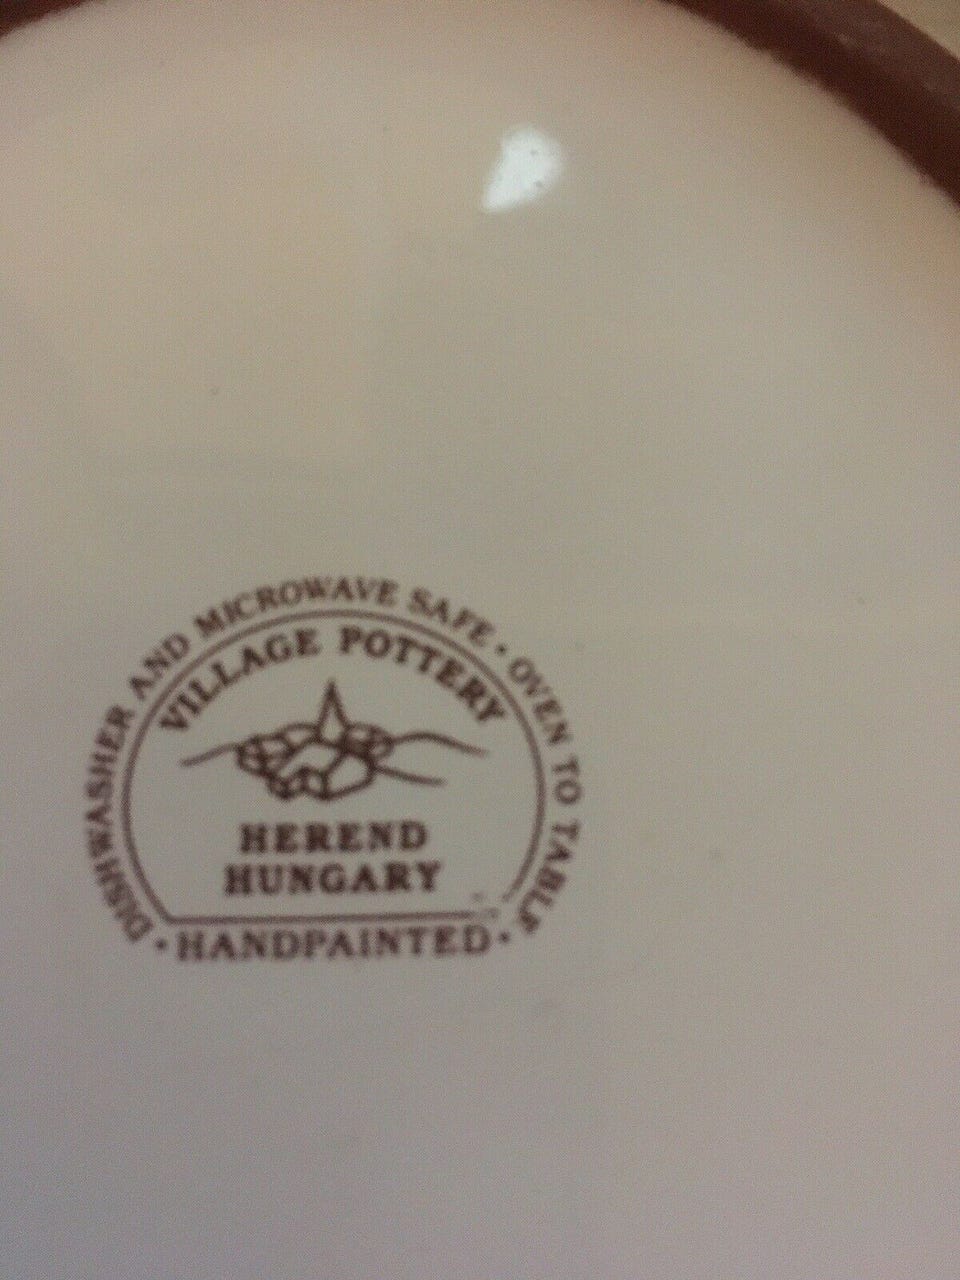 DISHWASHER AND MICROWAVE SAFE · OVEN TO TABLE
VILLAGE POTTERY
HEREND
HUNGARY
· HANDPAINTED ·